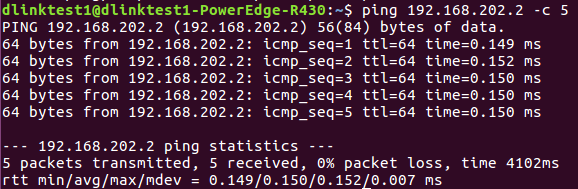 dlinktest1@dlinktest1-PowerEdge-R430:~$ ping 192.168.202.2 -c 5
PING 192.168.202.2 (192.168.202.2) 56(84) bytes of data.
64 bytes from 192.168.202.2: icmp_seq=1 ttl=64 time=0.149 ms
64 bytes from 192.168.202.2: icmp_seq=2 ttl=64 time=0.152 ms
64 bytes from 192.168.202.2: icmp_seq=3 ttl=64 time=0.150 ms
64 bytes from 192.168.202.2: icmp_seq=4 ttl=64 time=0.150 ms
64 bytes from 192.168.202.2: icmp_seq=5 ttl=64 time=0.150 ms

--- 192.168.202.2 ping statistics ---
5 packets transmitted, 5 received, 0% packet loss, time 4102ms
rtt min/avg/max/mdev = 0.149/0.150/0.152/0.007 ms